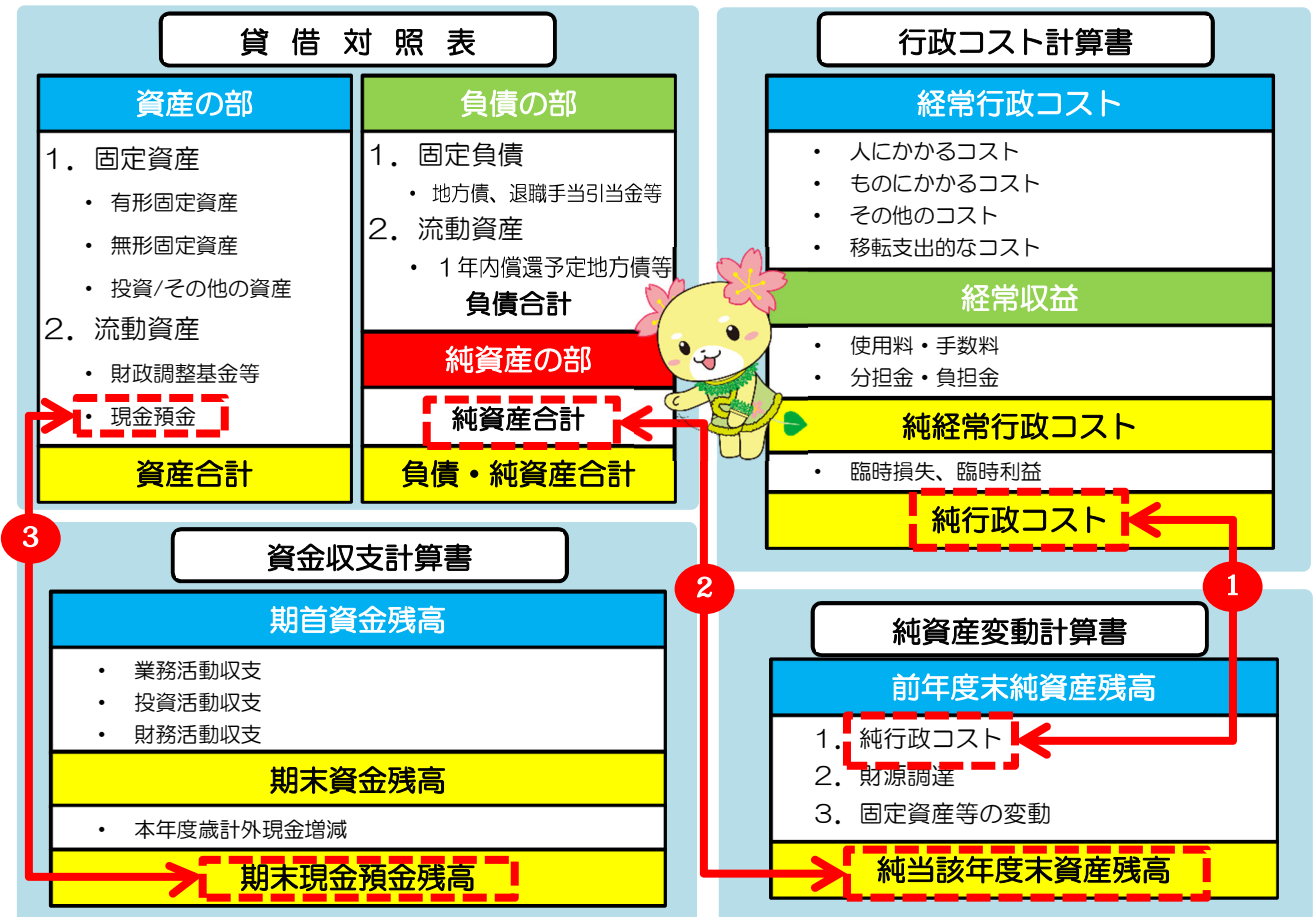 貸借対照表
資産の部
1．固定資産
・ 有形固定資産
・ 無形固定資産
・ 投資/その他の資産
2．流動資産
・ 財政調整基金等
・ 現金預金
資産合計
負債の部
1．固定負債
・ 地方債、退職手当引当金等
2．流動資産
・ 1年内償還予定地方債等
負債合計
純資産の部
純資産合計
負債・純資産合計
行政コスト計算書
経常行政コスト
・ 人にかかるコスト
・ ものにかかるコスト
・ その他のコスト
・ 移転支出的なコスト
経常収益
・ 使用料・手数料
・ 分担金・負担金
純経常行政コスト
・ 臨時損失、臨時利益
純行政コスト
3
2
1
資金収支計算書
期首資金残高
・ 業務活動収支
・ 投資活動収支
・ 財務活動収支
期末資金残高
・ 本年度歳計外現金増減
期末現金預金残高
純資産変動計算書
前年度末純資産残高
1．純行政コスト
2．財源調達
3．固定資産等の変動
純当該年度末資産残高